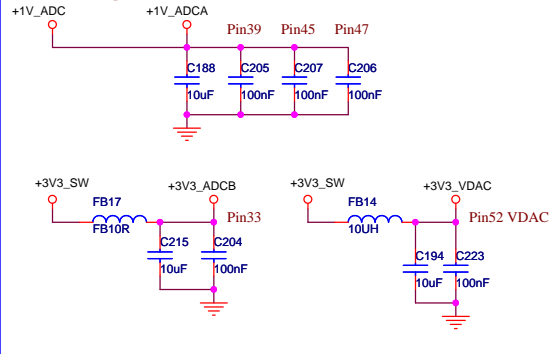 +1V_ADC
+1V_ADCA
Pin39
Pin45
Pin47
C188
C205
C207
C206
10uF
100nF
100nF
100nF
+3V3_SW
+3V3_ADCB
FB17
FB10R
Pin33
C215
C204
10uF
100nF
+3V3_SW
+3V3_VDAC
FB14
10UH
Pin52 VDAC
C194
C223
10uF
100nF